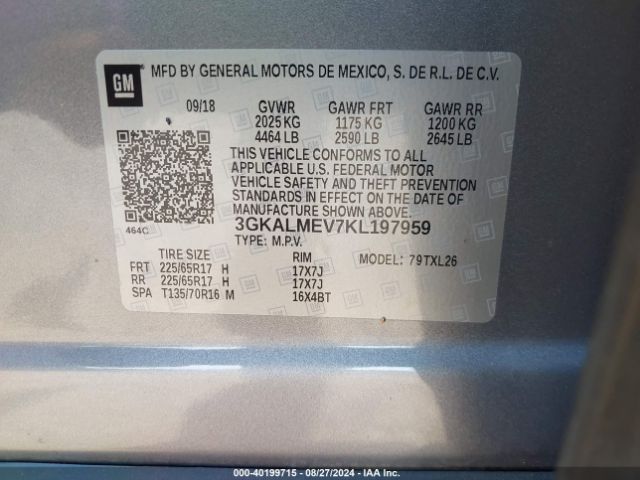 GM MFD BY GENERAL MOTORS DE MEXICO, S. DE R.L. DE C.V.
09/18 GVWR GAWR FRT GAWR RR
2025 KG 1175 KG 1200 KG
4464 LB 2590 LB 2645 LB
THIS VEHICLE CONFORMS TO ALL
APPLICABLE U.S. FEDERAL MOTOR
VEHICLE SAFETY AND THEFT PREVENTION
STANDARDS IN EFFECT ON THE DATE OF
MANUFACTURE SHOWN ABOVE.
464C 3GKALMEV7KL197959
TYPE: M.P.V.
TIRE SIZE RIM MODEL: 79TXL26
FRT 225/65R17 H 17X7J
RR 225/65R17 H 17X7J
SPA T135/70R16 M 16X4BT
000-40199715 - 08/27/2024 - IAA Inc.